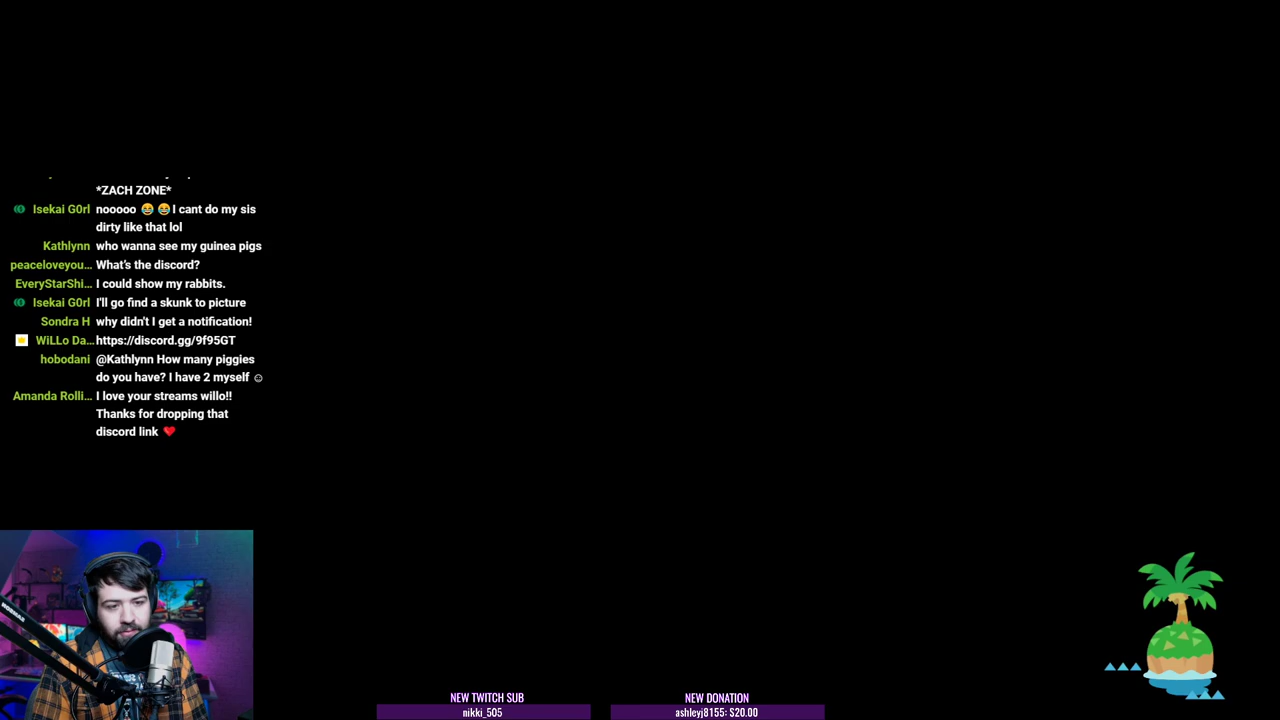 *ZACH ZONE*
Isekai G0rl nooooo 😂 😂 I cant do my sis
dirty like that lol
Kathlynn who wanna see my guinea pigs
peaceloveyou... What's the discord?
EveryStarShi... I could show my rabbits.
Isekai G0rl I'll go find a skunk to picture
Sondra H why didn't I get a notification!
WiLLo Da... https://discord.gg/9f95GT
hobodani @Kathlynn How many piggies
do you have? I have 2 myself ☺
Amanda Rolli... I love your streams willo!!
Thanks for dropping that
discord link ❤
NEW TWITCH SUB
nikki_505
NEW DONATION
ashleyj8155: $20.00